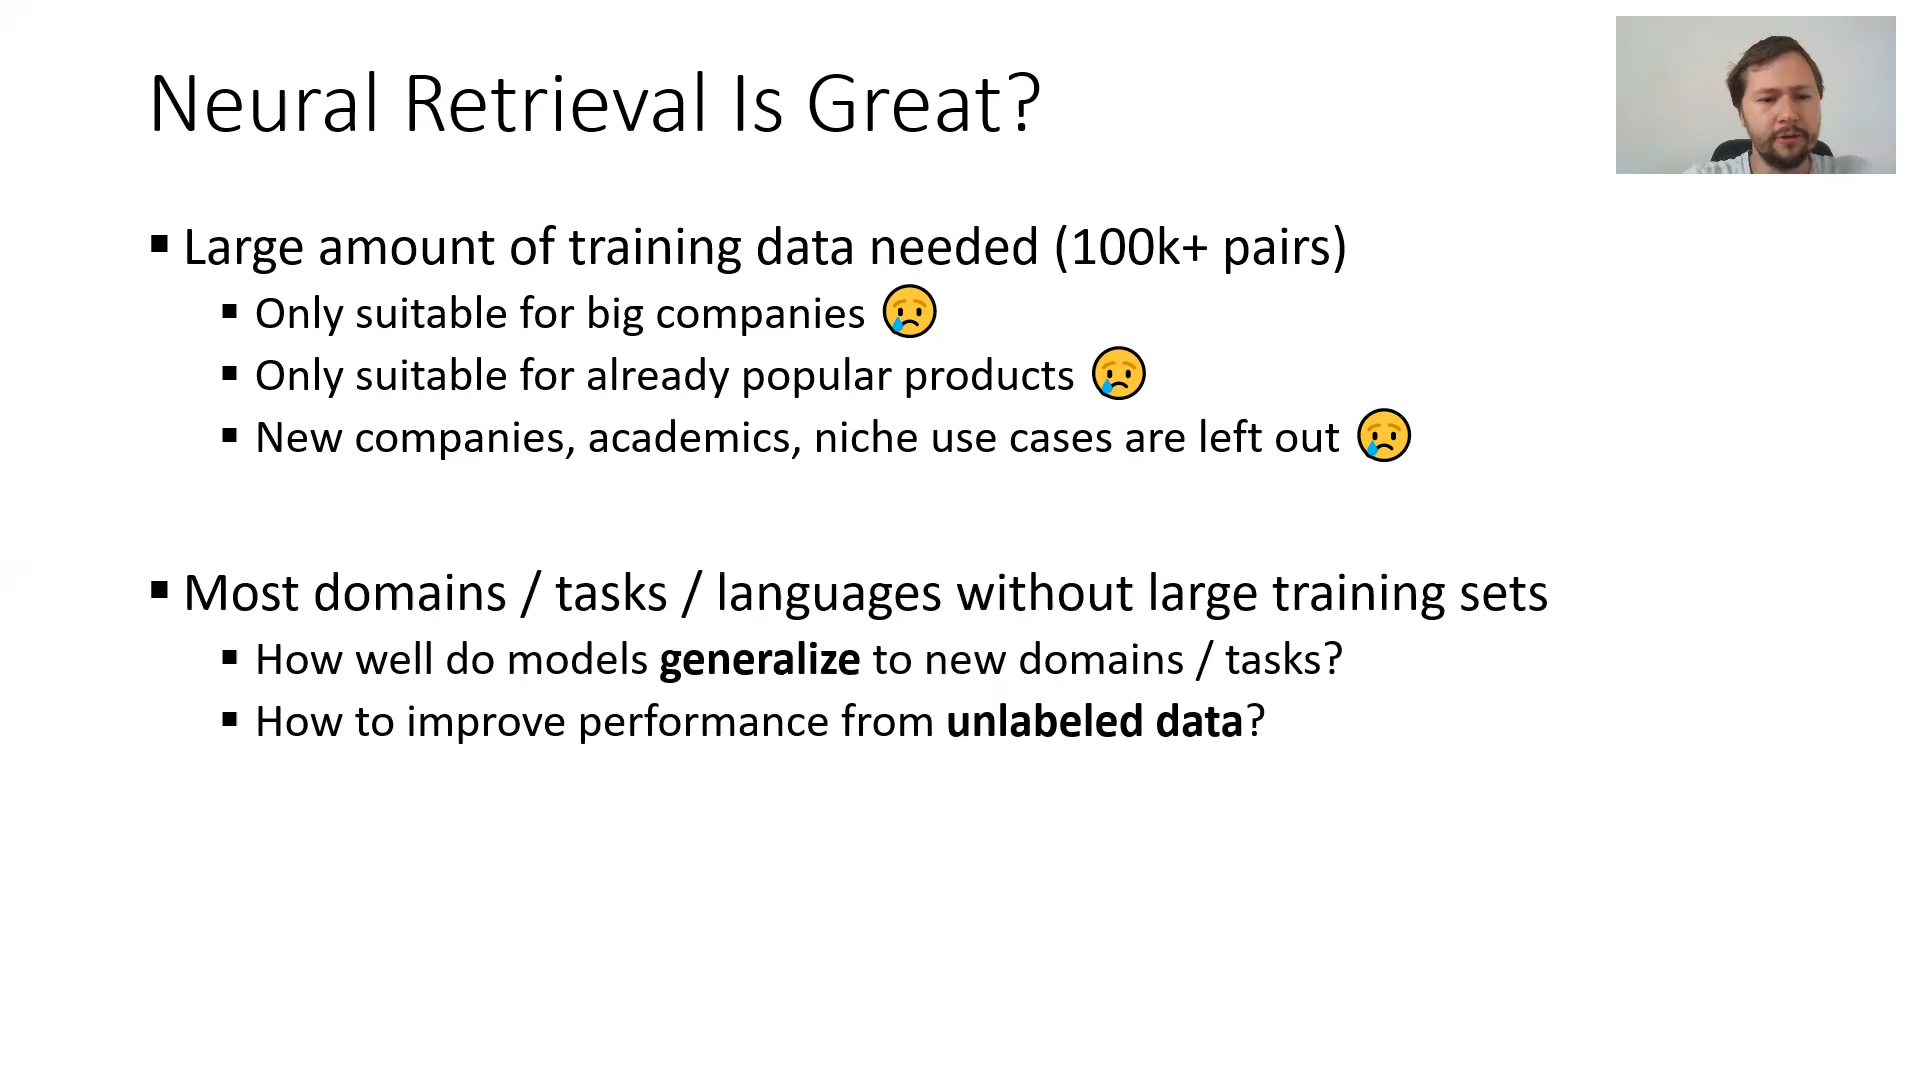 Neural Retrieval Is Great?
▪ Large amount of training data needed (100k+ pairs)
▪ Only suitable for big companies 😢
▪ Only suitable for already popular products 😢
▪ New companies, academics, niche use cases are left out 😢
▪ Most domains / tasks / languages without large training sets
▪ How well do models generalize to new domains / tasks?
▪ How to improve performance from unlabeled data?